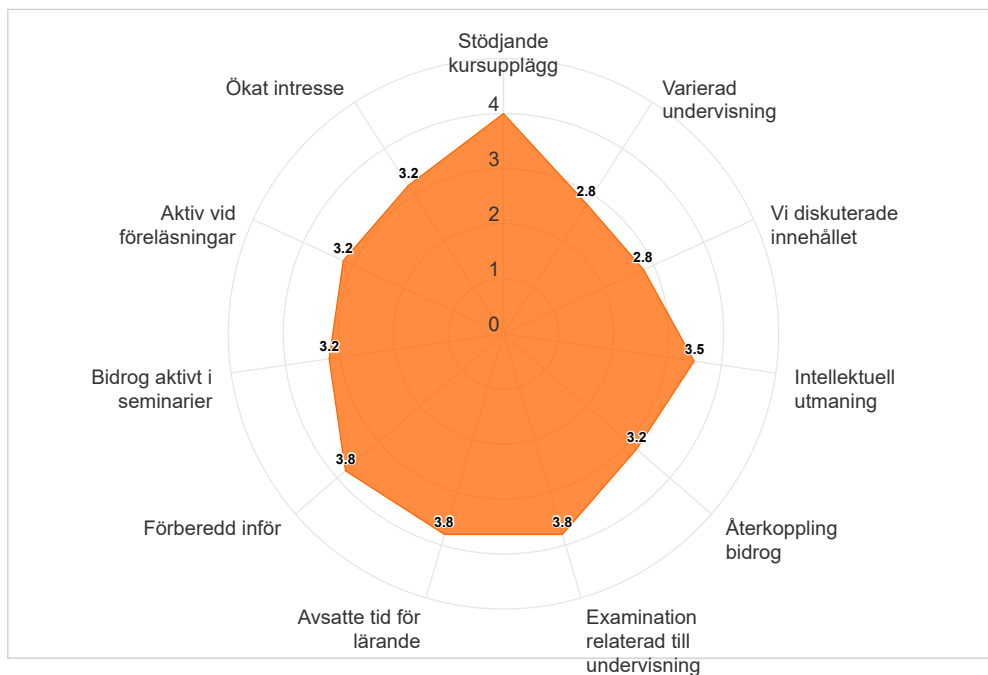 Stödjande
kursupplägg
Ökat intresse
Varierad
undervisning
4
3.2
3
2.8
Aktiv vid
föreläsningar
Vi diskuterade
innehållet
2
3.2
2.8
1
0
3.2
3.5
Bidrog aktivt i
seminarier
Intellektuell
utmaning
3.2
3.8
Förberedd inför
Återkoppling
bidrog
3.8
3.8
Avsatte tid för
lärande
Examination
relaterad till
undervisning